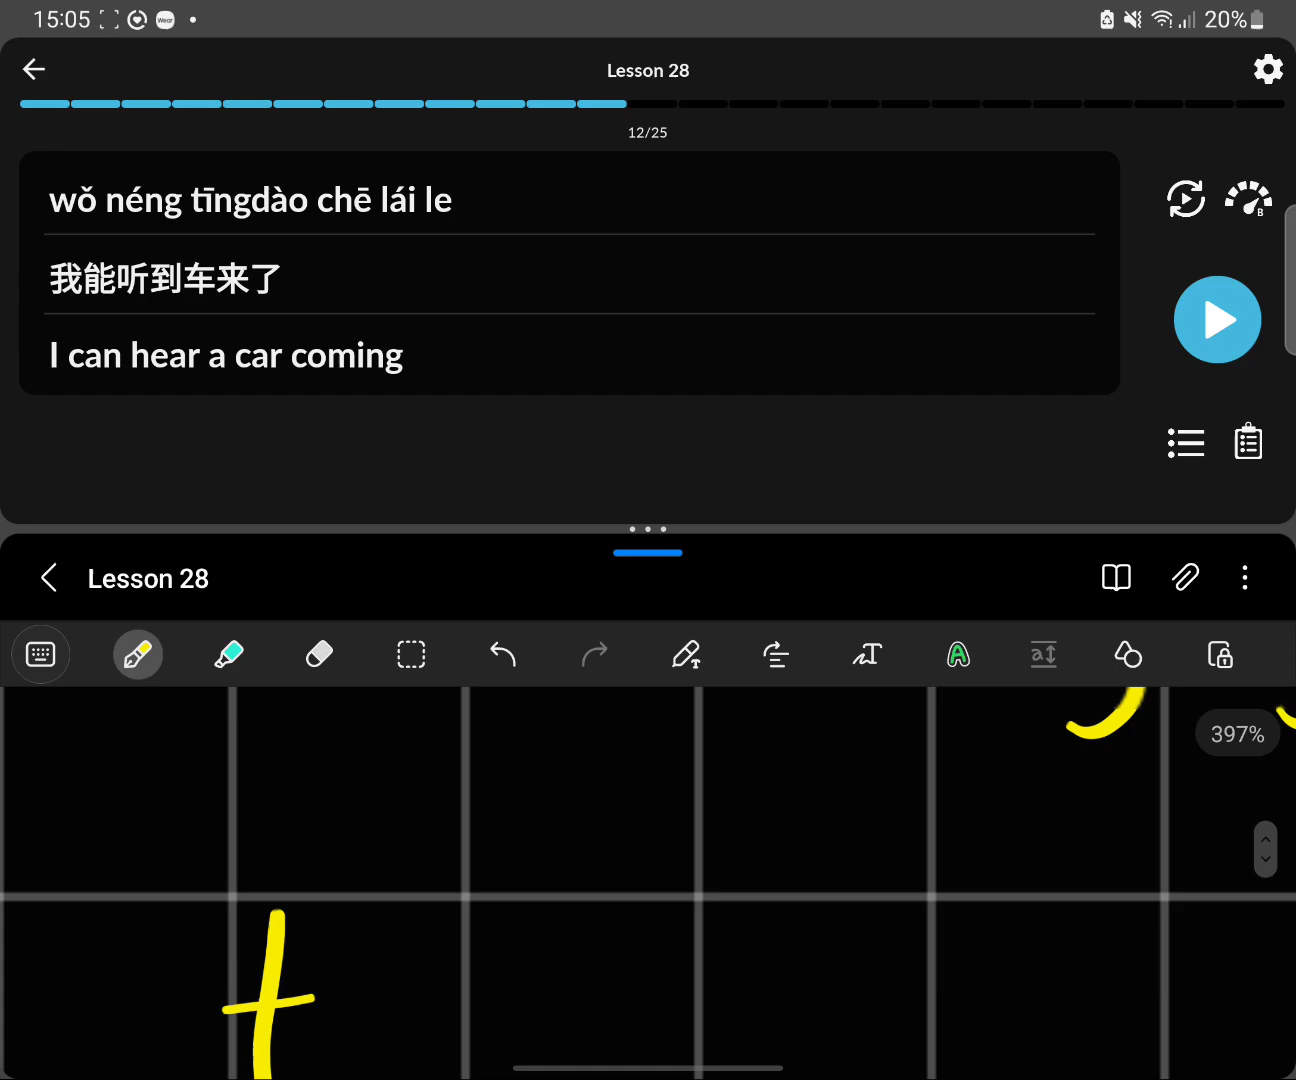 15:05
Wear
20%
Lesson 28
12/25
wǒ néng tīngdào chē lái le
B
我能听到车来了
I can hear a car coming
Lesson 28
T
T
A
a
397%
t